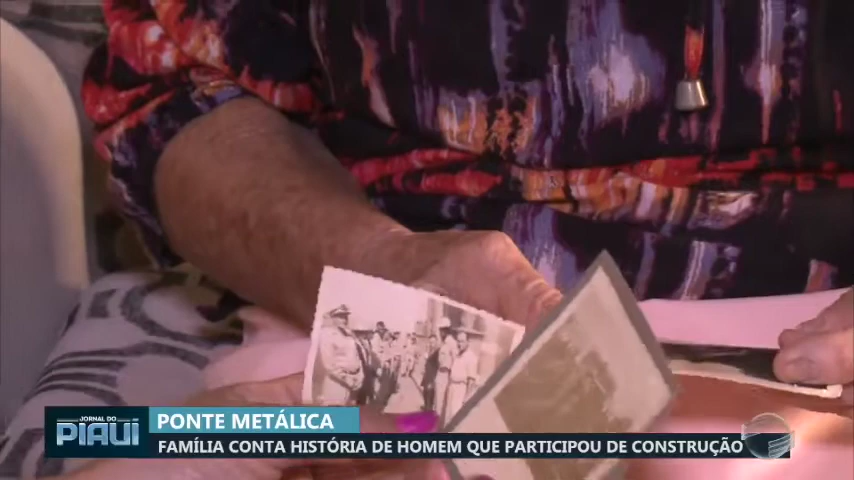 JORNAL DO
PIAUÍ
PONTE METÁLICA
FAMÍLIA CONTA HISTÓRIA DE HOMEM QUE PARTICIPOU DE CONSTRUÇÃO